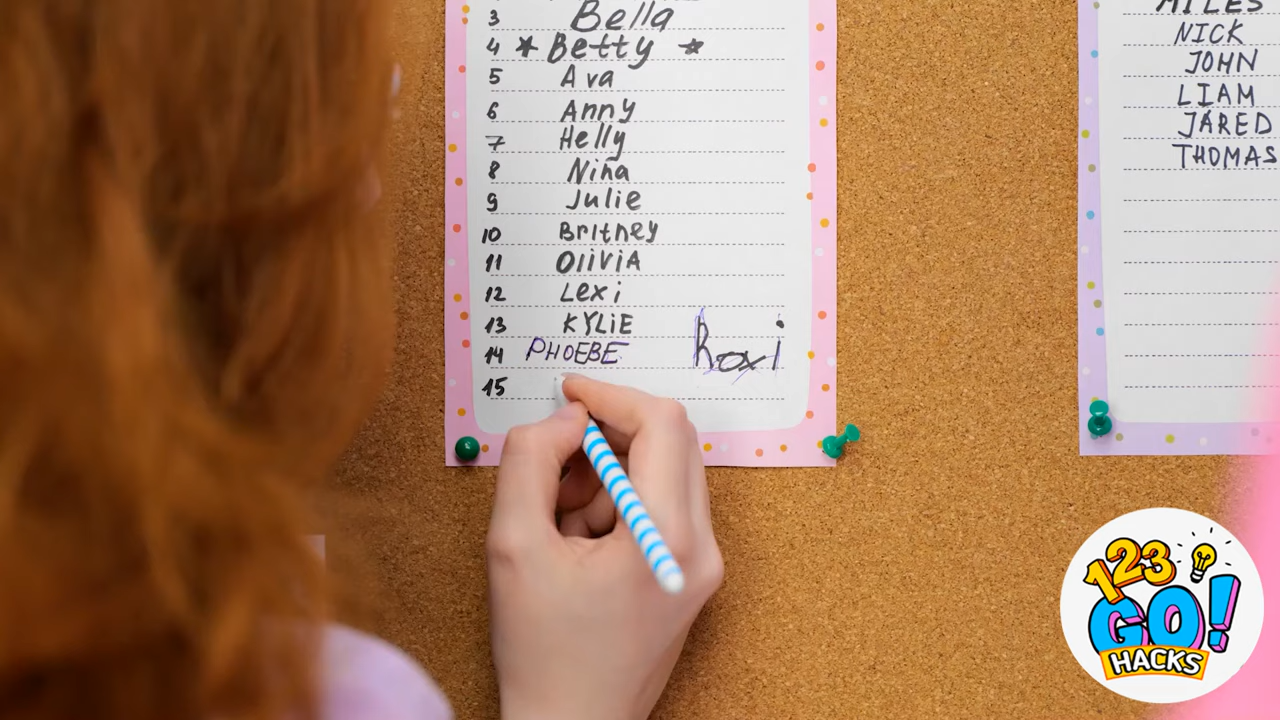 3 Bella
4 * Betty *
5 Ava
6 Anny
7 Helly
8 Nina
9 Julie
10 Britney
11 OLIVIA
12 Lexi
13 KYLIE
14 PHOEBE Roxi
15
MILES
NICK
JOHN
LIAM
JARED
THOMAS
123
GO!
HACKS